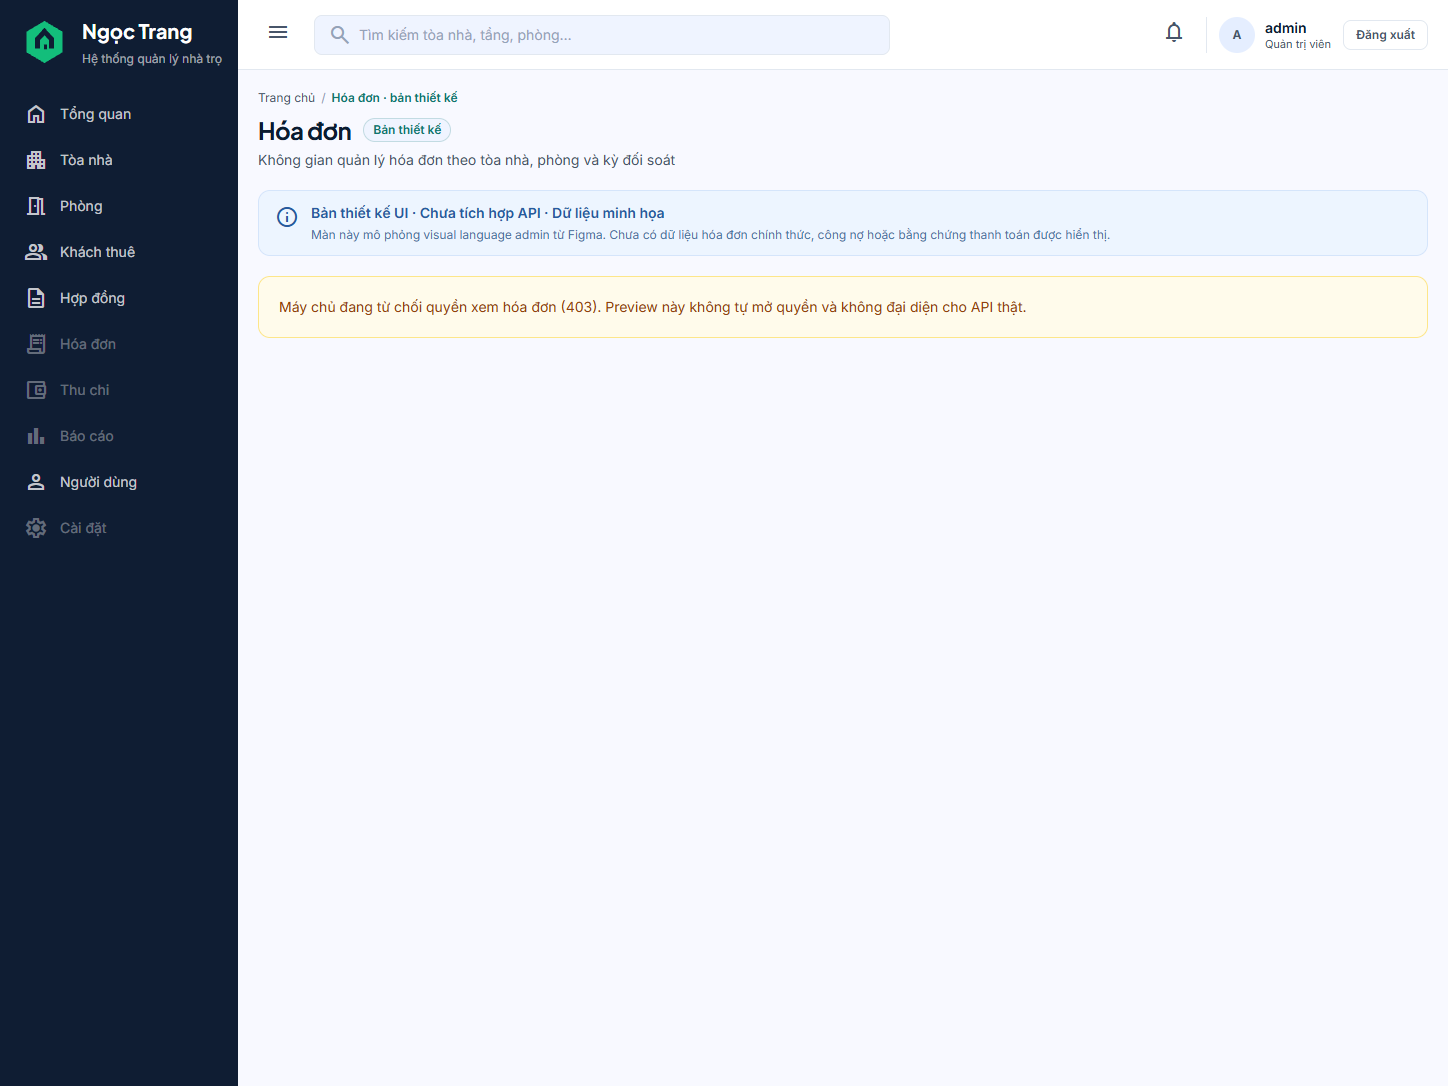 Ngọc Trang
Hệ thống quản lý nhà trọ
Tổng quan
Tòa nhà
Phòng
Khách thuê
Hợp đồng
Hóa đơn
Thu chi
Báo cáo
Người dùng
Cài đặt
Tìm kiếm tòa nhà, tầng, phòng...
A
admin
Quản trị viên
Đăng xuất
Trang chủ / Hóa đơn · bản thiết kế
Hóa đơn Bản thiết kế
Không gian quản lý hóa đơn theo tòa nhà, phòng và kỳ đối soát
Bản thiết kế UI · Chưa tích hợp API · Dữ liệu minh họa
Màn này mô phỏng visual language admin từ Figma. Chưa có dữ liệu hóa đơn chính thức, công nợ hoặc bằng chứng thanh toán được hiển thị.
Máy chủ đang từ chối quyền xem hóa đơn (403). Preview này không tự mở quyền và không đại diện cho API thật.